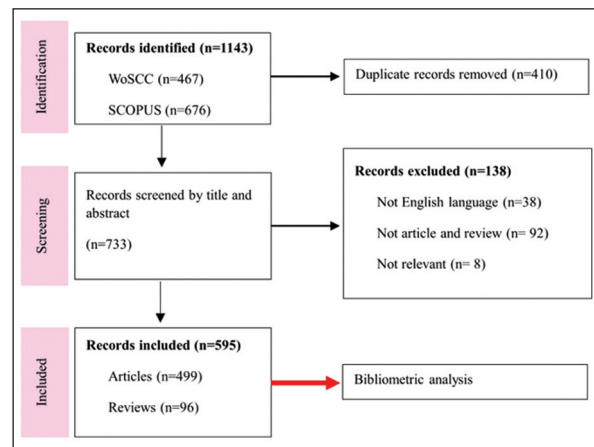 Identification
Records identified (n=1143)
WoSCC (n=467)
SCOPUS (n=676)
Duplicate records removed (n=410)
Screening
Records screened by title and
abstract
(n=733)
Records excluded (n=138)
Not English language (n=38)
Not article and review (n= 92)
Not relevant (n= 8)
Included
Records included (n=595)
Articles (n=499)
Reviews (n=96)
Bibliometric analysis